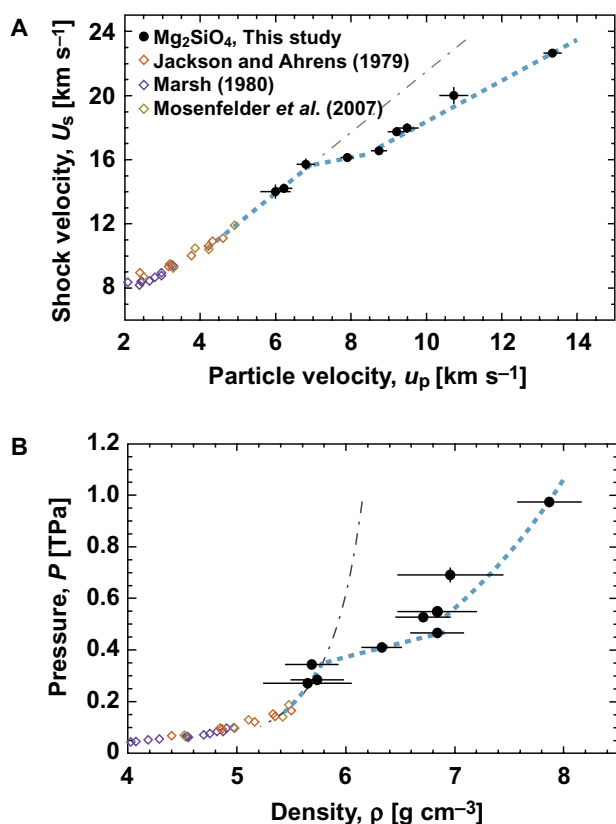 A
Mg₂SiO₄, This study
Jackson and Ahrens (1979)
Marsh (1980)
Mosenfelder et al. (2007)
24
20
16
12
8
Shock velocity, Uₛ [km s⁻¹]
2 4 6 8 10 12 14
Particle velocity, uₚ [km s⁻¹]
B
1.2
1.0
0.8
0.6
0.4
0.2
0
Pressure, P [TPa]
4 5 6 7 8
Density, ρ [g cm⁻³]